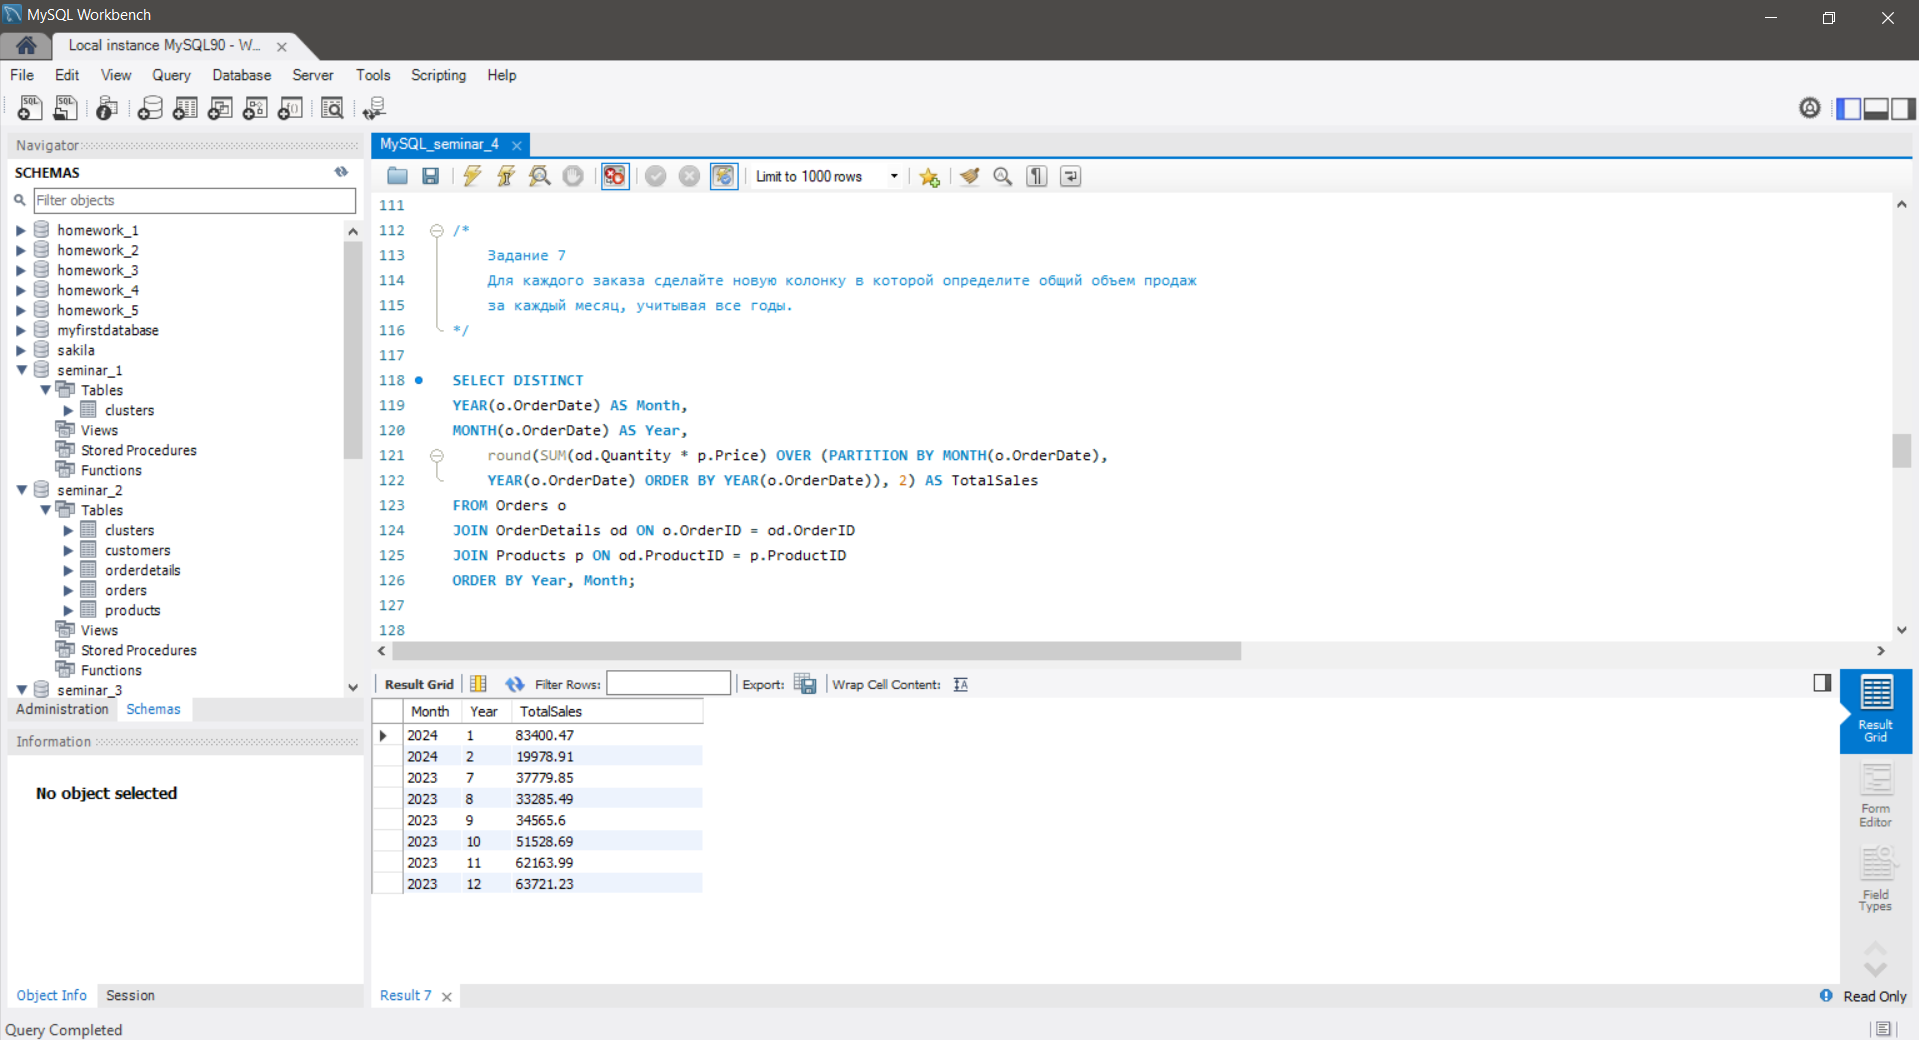 MySQL Workbench
Local instance MySQL90 - W...
File Edit View Query Database Server Tools Scripting Help
Navigator
SCHEMAS
Filter objects
homework_1
homework_2
homework_3
homework_4
homework_5
myfirstdatabase
sakila
seminar_1
Tables
clusters
Views
Stored Procedures
Functions
seminar_2
Tables
clusters
customers
orderdetails
orders
products
Views
Stored Procedures
Functions
seminar_3
Administration Schemas
Information
No object selected
Object Info Session
Query Completed
MySQL_seminar_4
Limit to 1000 rows
111
112 /*
113 Задание 7
114 Для каждого заказа сделайте новую колонку в которой определите общий объем продаж
115 за каждый месяц, учитывая все годы.
116 */
117
118 SELECT DISTINCT
119 YEAR(o.OrderDate) AS Month,
120 MONTH(o.OrderDate) AS Year,
121 round(SUM(od.Quantity * p.Price) OVER (PARTITION BY MONTH(o.OrderDate),
122 YEAR(o.OrderDate) ORDER BY YEAR(o.OrderDate)), 2) AS TotalSales
123 FROM Orders o
124 JOIN OrderDetails od ON o.OrderID = od.OrderID
125 JOIN Products p ON od.ProductID = p.ProductID
126 ORDER BY Year, Month;
127
128
Result Grid Filter Rows: Export: Wrap Cell Content:
Month Year TotalSales
2024 1 83400.47
2024 2 19978.91
2023 7 37779.85
2023 8 33285.49
2023 9 34565.6
2023 10 51528.69
2023 11 62163.99
2023 12 63721.23
Result
Grid
Form
Editor
Field
Types
Result 7
Read Only